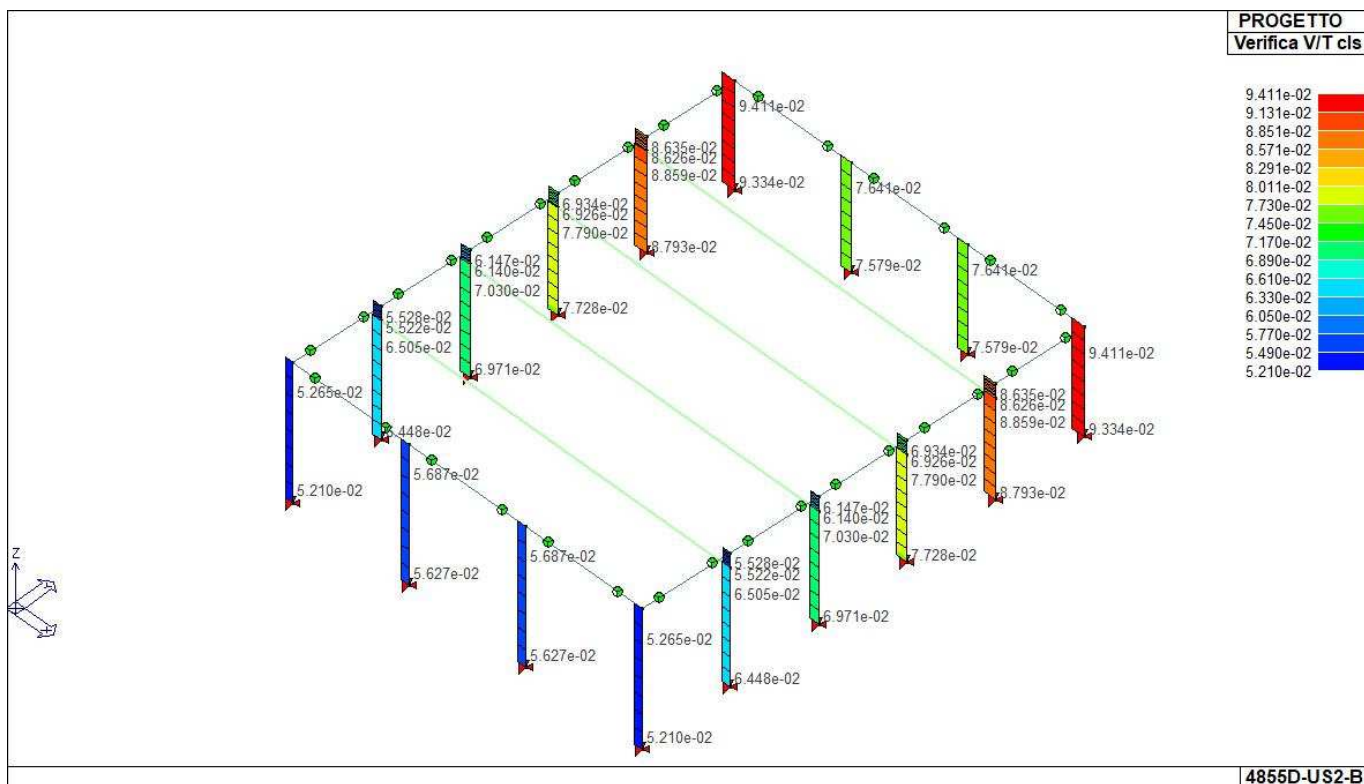 PROGETTO
Verifica V/T cls
9.411e-02
9.131e-02
8.851e-02
8.571e-02
8.291e-02
8.011e-02
7.730e-02
7.450e-02
7.170e-02
6.890e-02
6.610e-02
6.330e-02
6.050e-02
5.770e-02
5.490e-02
5.210e-02
9.411e-02
9.334e-02
8.635e-02
8.626e-02
8.859e-02
8.793e-02
7.641e-02
7.579e-02
6.934e-02
6.926e-02
7.790e-02
7.728e-02
7.641e-02
7.579e-02
6.147e-02
6.140e-02
7.030e-02
6.971e-02
5.528e-02
5.522e-02
6.505e-02
6.448e-02
9.411e-02
9.334e-02
5.265e-02
5.210e-02
8.635e-02
8.626e-02
8.859e-02
8.793e-02
5.687e-02
5.627e-02
6.934e-02
6.926e-02
7.790e-02
7.728e-02
6.147e-02
6.140e-02
7.030e-02
6.971e-02
5.687e-02
5.627e-02
5.528e-02
5.522e-02
6.505e-02
6.448e-02
5.265e-02
5.210e-02
Z
4855D-US2-B